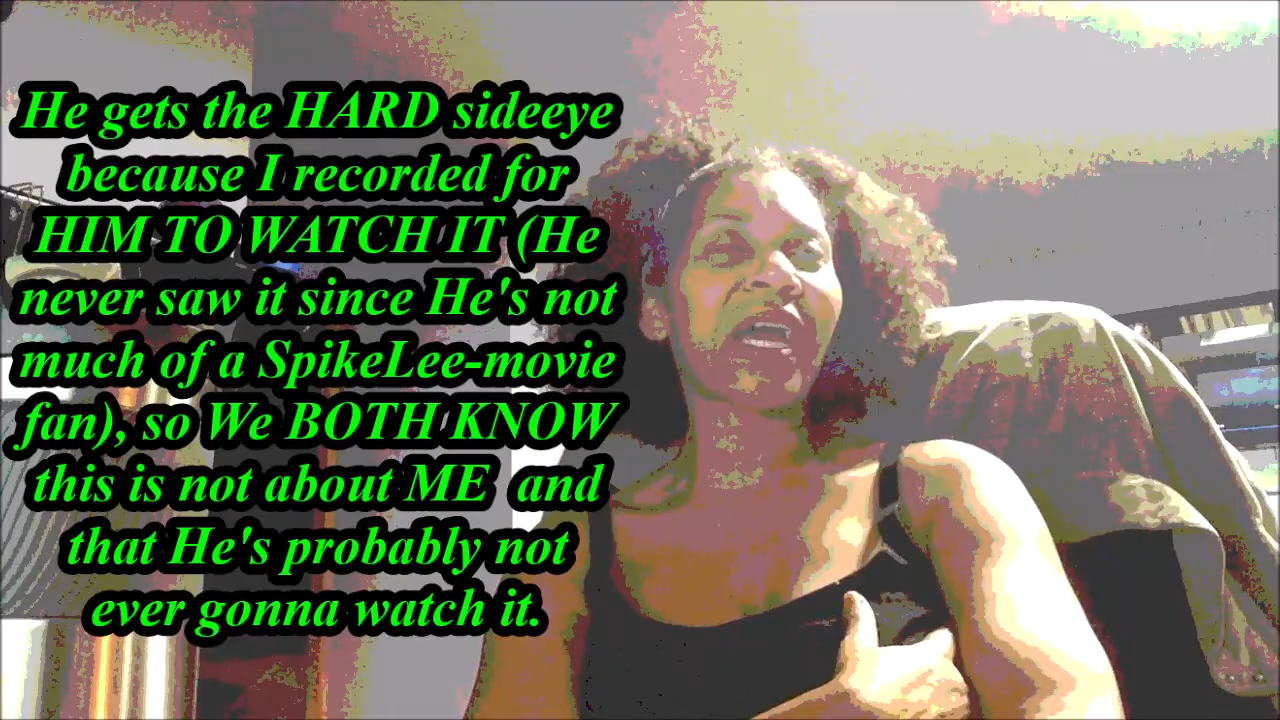 He gets the HARD sideeye
because I recorded for
HIM TO WATCH IT (He
never saw it since He's not
much of a SpikeLee-movie
fan), so We BOTH KNOW
this is not about ME and
that He's probably not
ever gonna watch it.